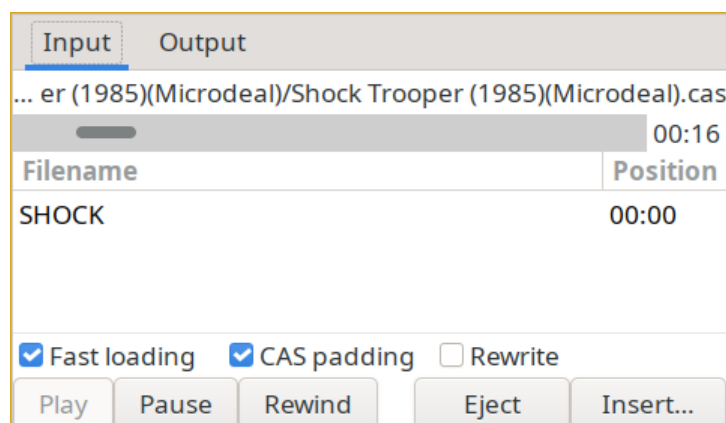 Input Output
... er (1985)(Microdeal)/Shock Trooper (1985)(Microdeal).cas
00:16
Filename Position
SHOCK 00:00
Fast loading CAS padding Rewrite
Play Pause Rewind Eject Insert...